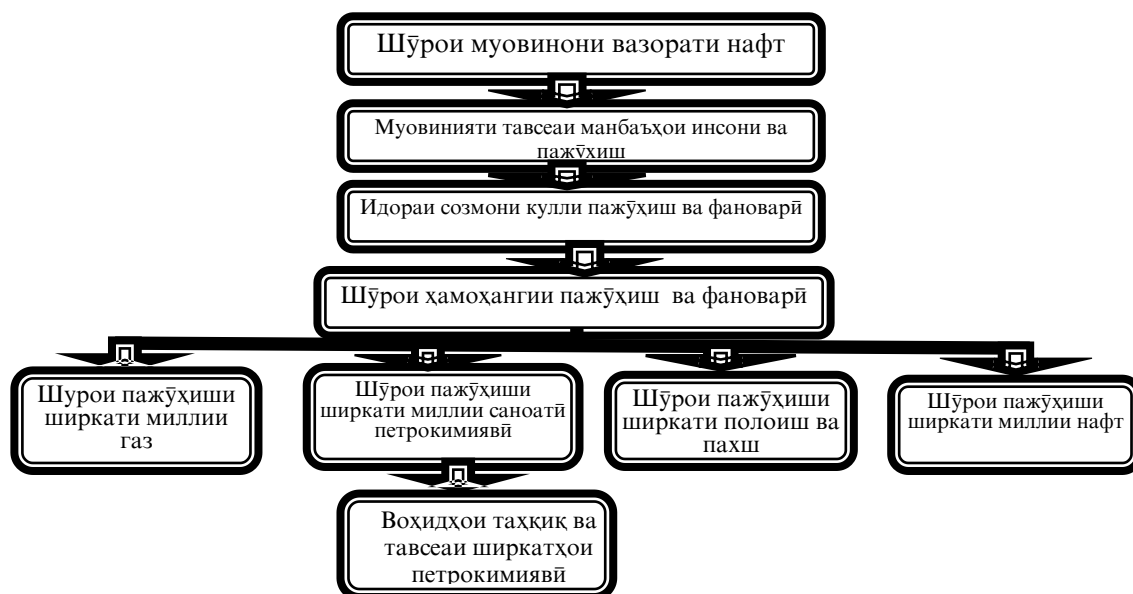 Шӯрои муовинони вазорати нафт
Муовинияти тавсеаи манбаъҳои инсони ва
пажӯҳиш
Идораи созмони кулли пажӯҳиш ва фановарӣ
Шӯрои ҳамоҳангии пажӯҳиш ва фановарӣ
Шурои пажӯҳиши
ширкати миллии
газ
Шӯрои пажӯҳиши
ширкати миллии саноатӣ
петрокимиявӣ
Шӯрои пажӯҳиши
ширкати полоиш ва
пахш
Шӯрои пажӯҳиши
ширкати миллии нафт
Воҳидҳои таҳқиқ ва
тавсеаи ширкатҳои
петрокимиявӣ